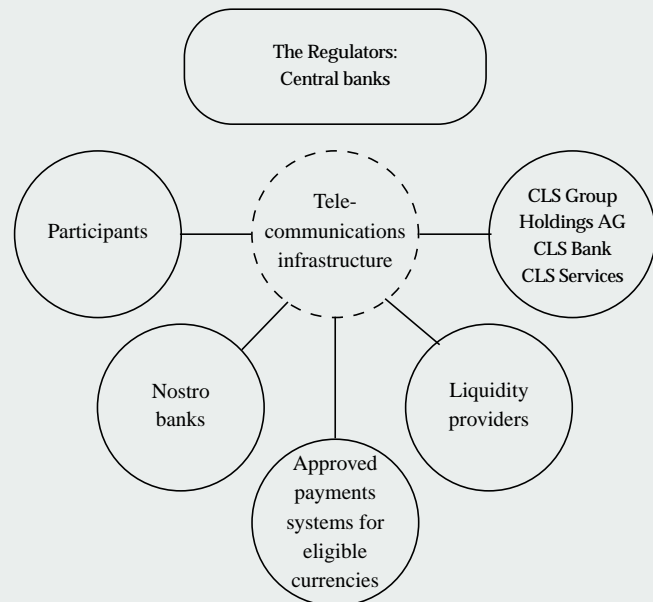 The Regulators:
Central banks
Participants
Tele-
communications
infrastructure
CLS Group
Holdings AG
CLS Bank
CLS Services
Nostro
banks
Liquidity
providers
Approved
payments
systems for
eligible
currencies